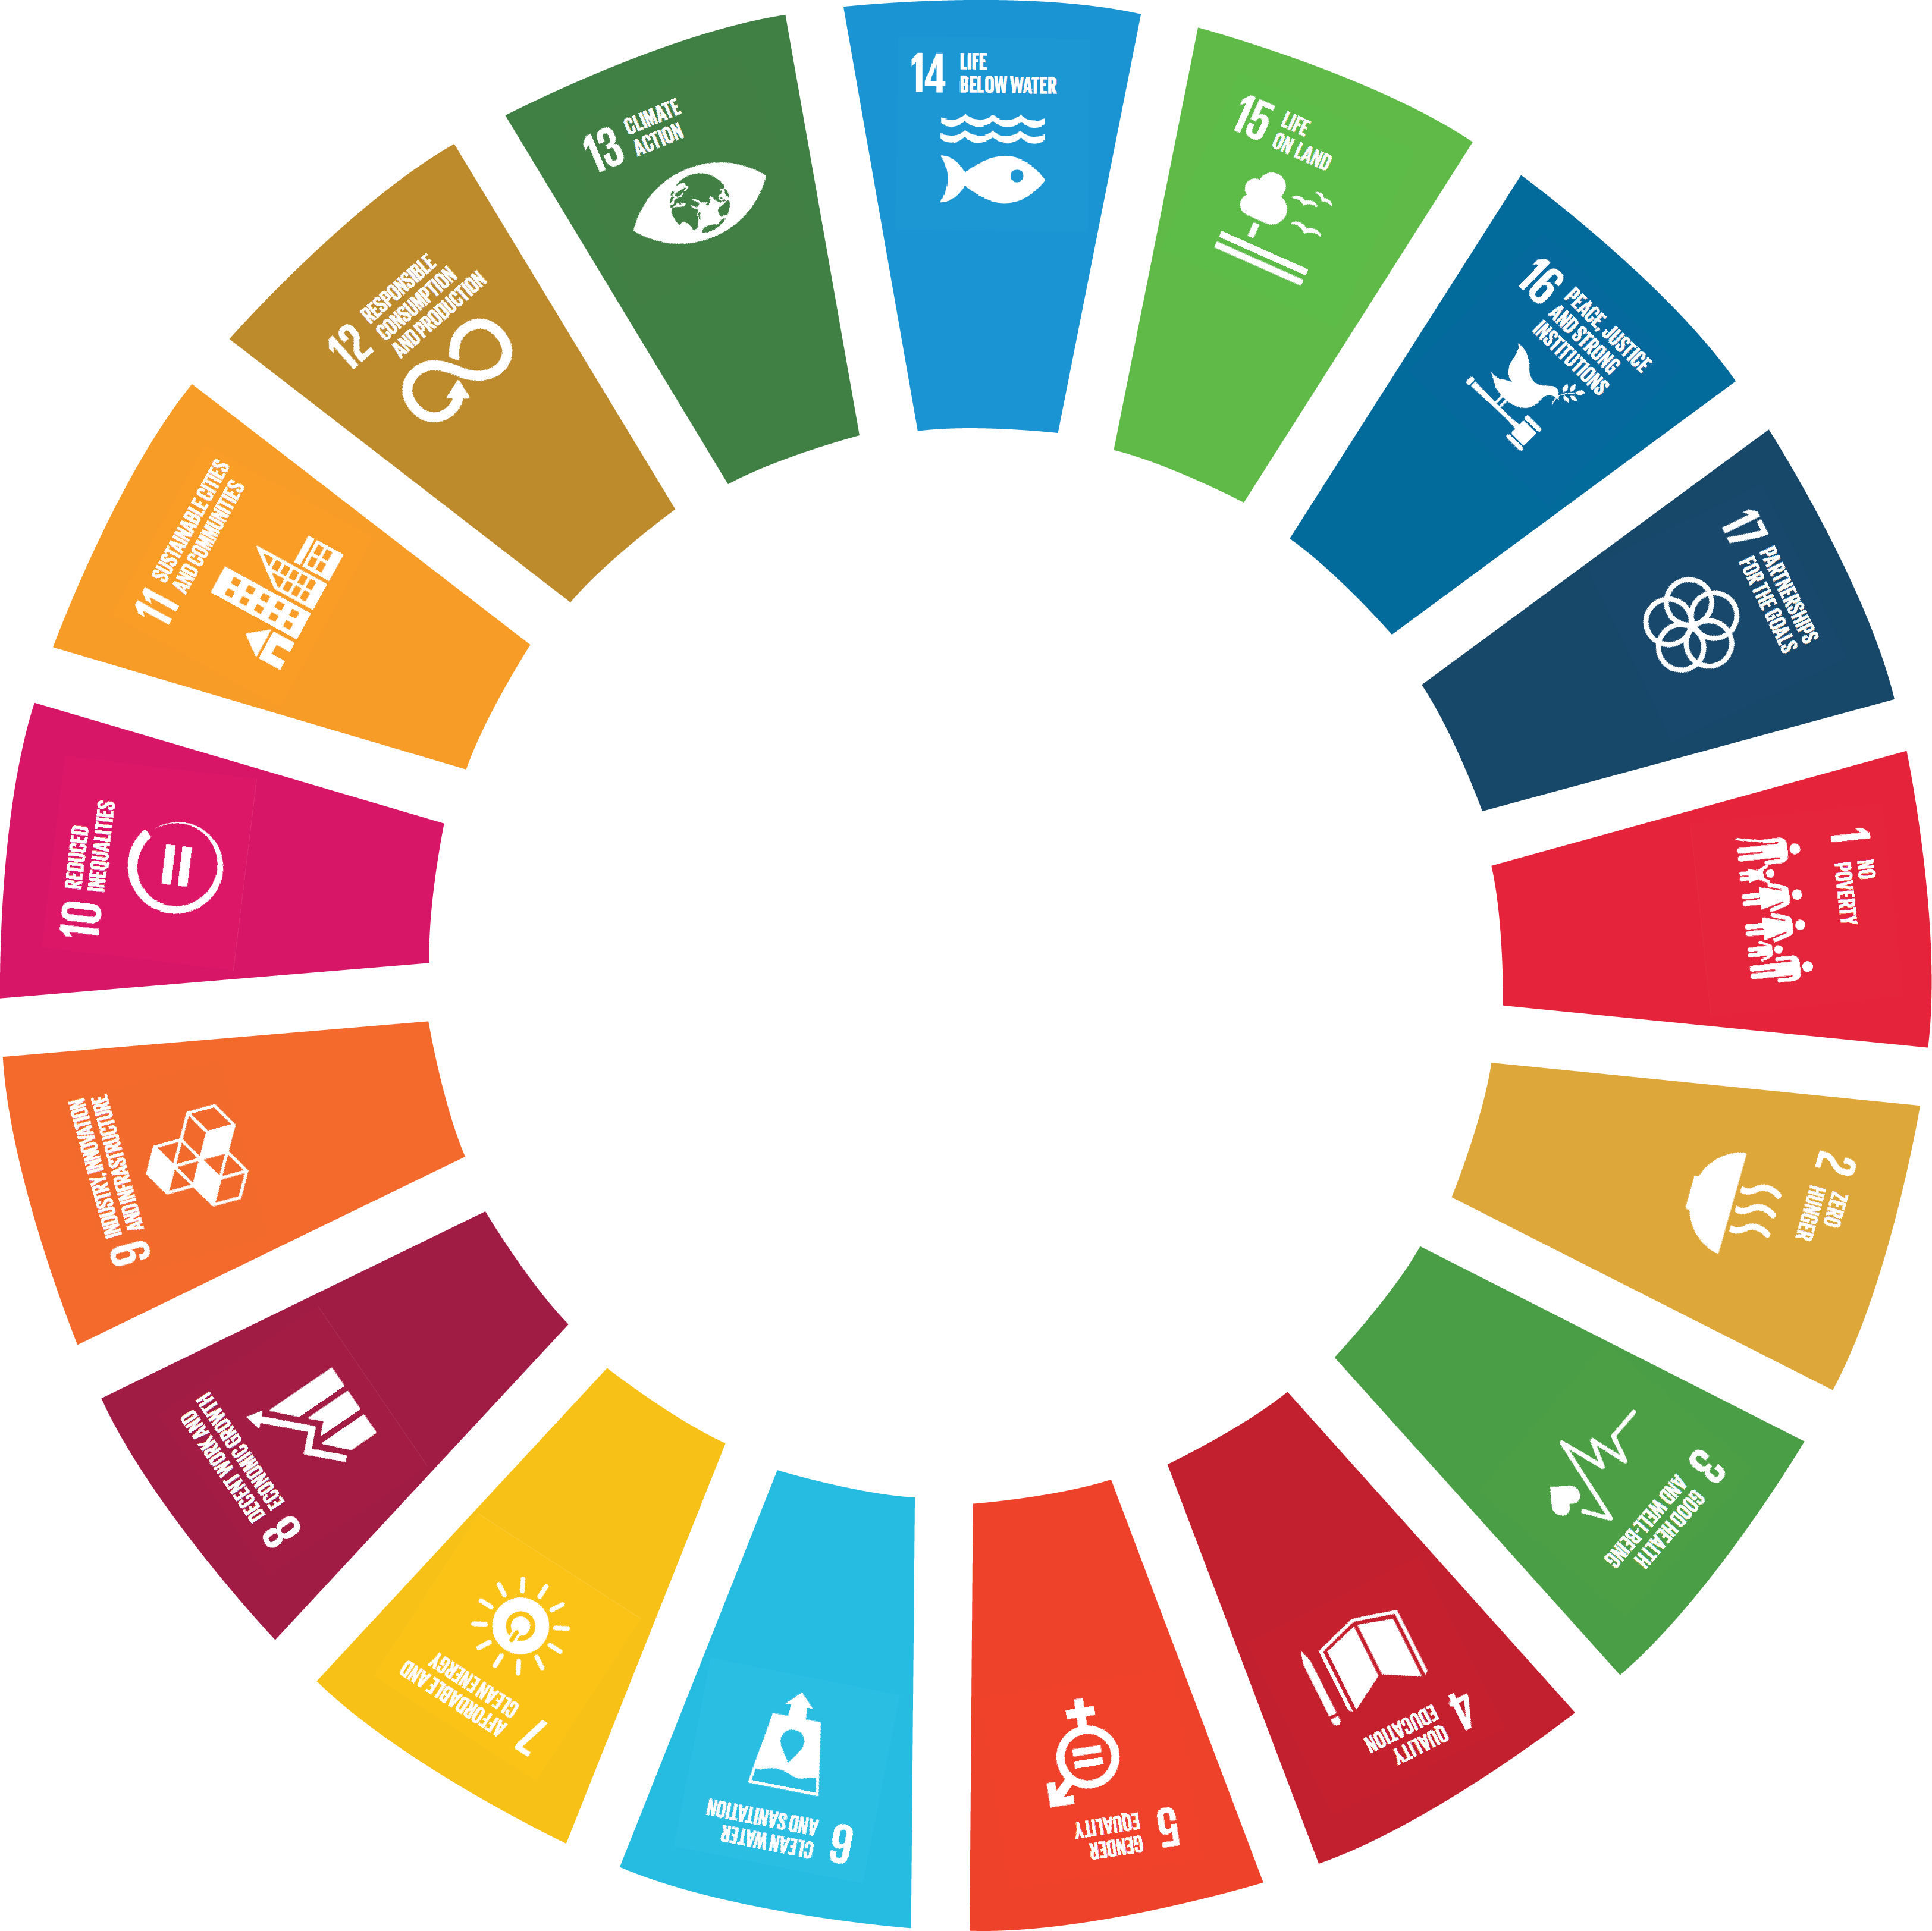 1
NO
POVERTY
2
ZERO
HUNGER
3
GOOD HEALTH
AND WELL-BEING
4
QUALITY
EDUCATION
5
GENDER
EQUALITY
6
CLEAN WATER
AND SANITATION
7
AFFORDABLE AND
CLEAN ENERGY
8
DECENT WORK AND
ECONOMIC GROWTH
9
INDUSTRY, INNOVATION
AND INFRASTRUCTURE
10
REDUCED
INEQUALITIES
11
SUSTAINABLE CITIES
AND COMMUNITIES
12
RESPONSIBLE
CONSUMPTION
AND PRODUCTION
13
CLIMATE
ACTION
14
LIFE
BELOW WATER
15
LIFE
ON LAND
16
PEACE, JUSTICE
AND STRONG
INSTITUTIONS
17
PARTNERSHIPS
FOR THE GOALS